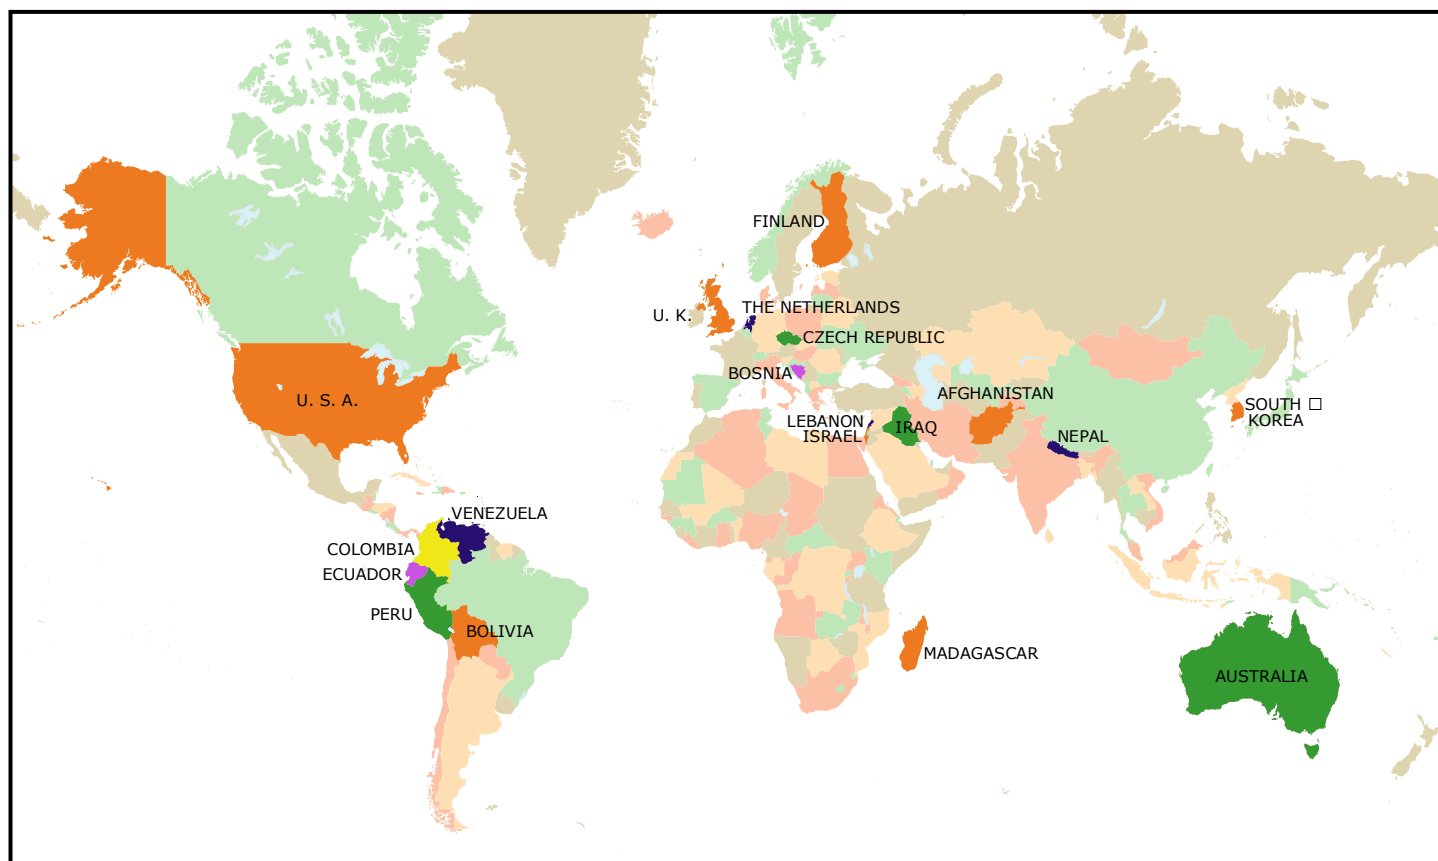 FINLAND
THE NETHERLANDS
U. K.
CZECH REPUBLIC
BOSNIA
AFGHANISTAN
U. S. A.
SOUTH □
KOREA
LEBANON
ISRAEL
IRAQ
NEPAL
VENEZUELA
COLOMBIA
ECUADOR
PERU
BOLIVIA
MADAGASCAR
AUSTRALIA